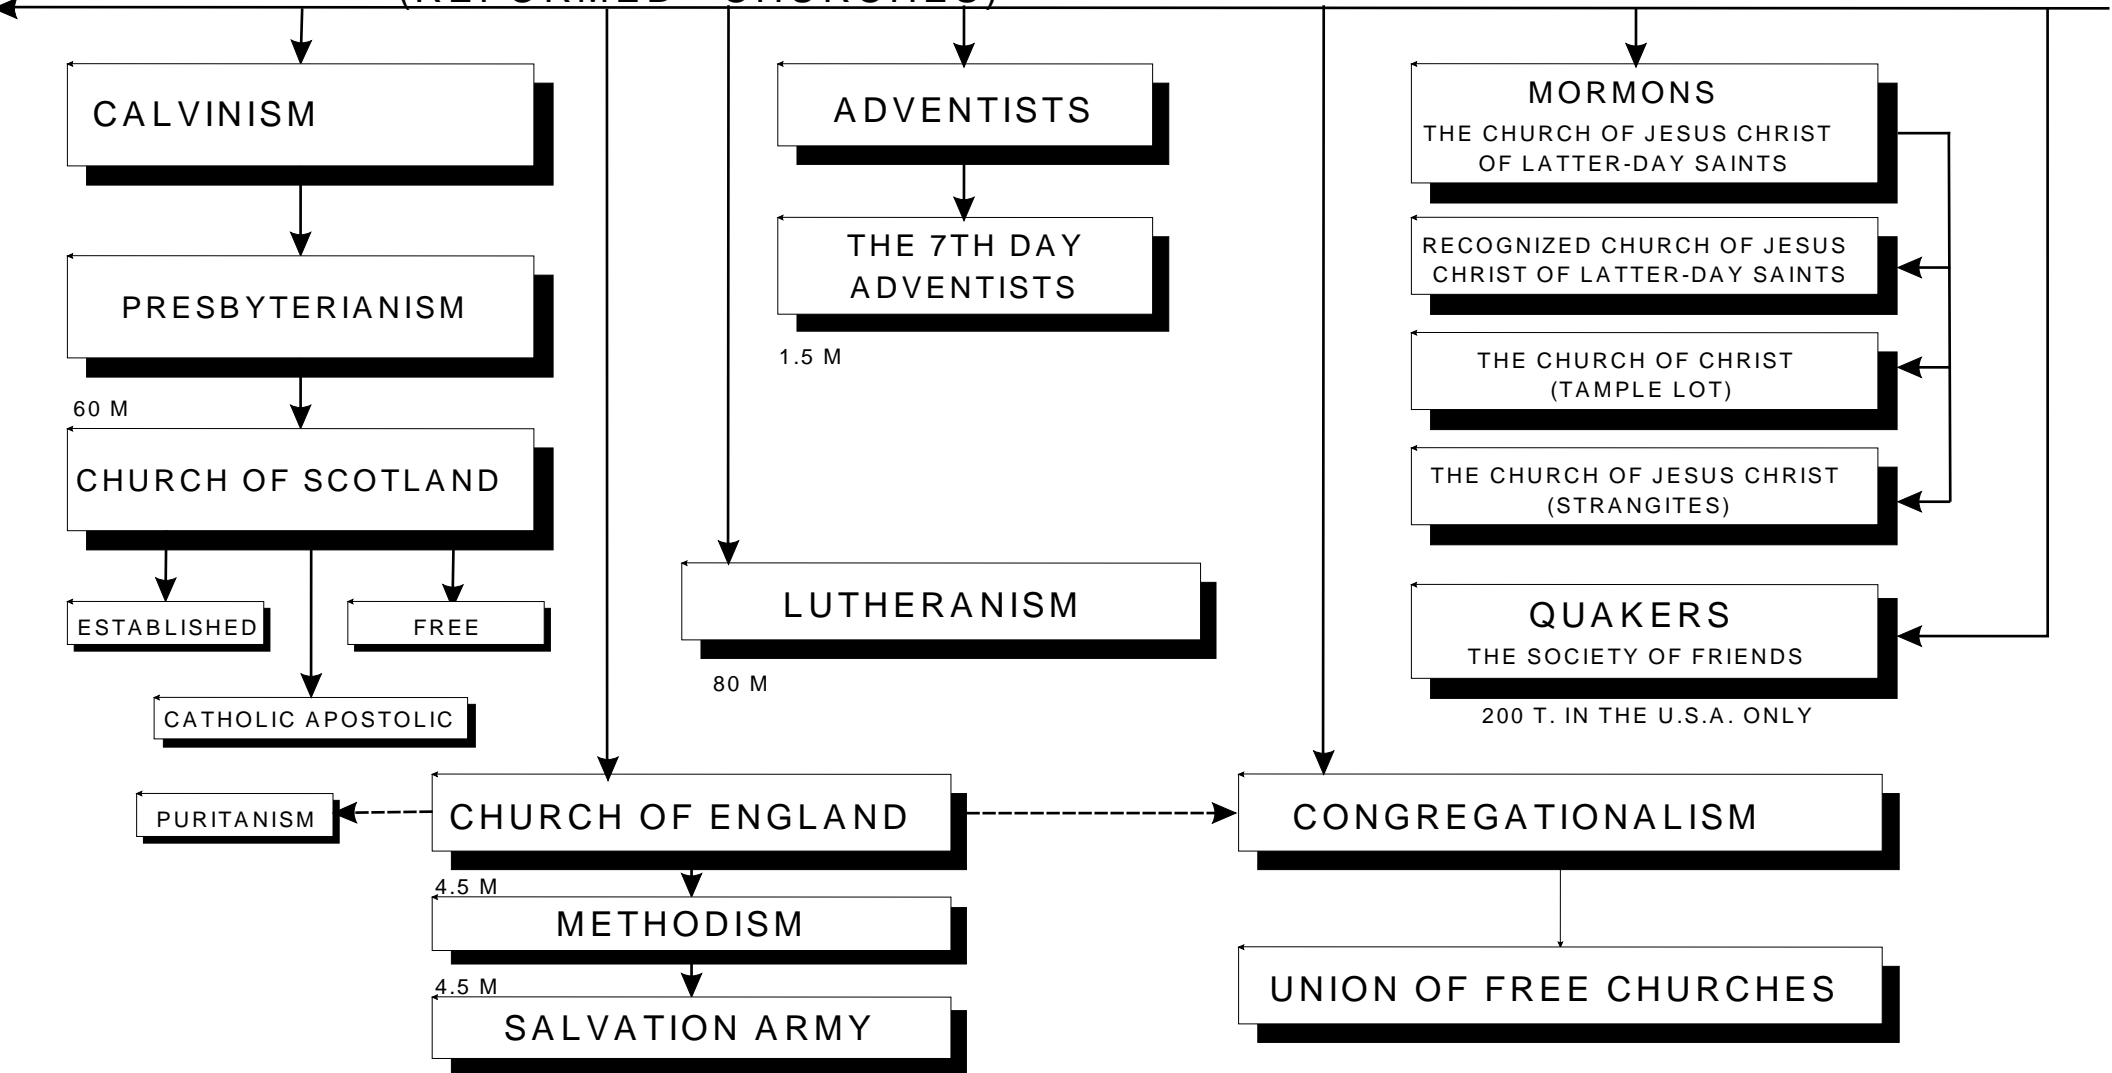 (REFORMED CHURCHES)
CALVINISM
PRESBYTERIANISM
60 M
CHURCH OF SCOTLAND
ESTABLISHED
FREE
CATHOLIC APOSTOLIC
ADVENTISTS
THE 7TH DAY
ADVENTISTS
1.5 M
LUTHERANISM
80 M
MORMONS
THE CHURCH OF JESUS CHRIST
OF LATTER-DAY SAINTS
RECOGNIZED CHURCH OF JESUS
CHRIST OF LATTER-DAY SAINTS
THE CHURCH OF CHRIST
(TAMPLE LOT)
THE CHURCH OF JESUS CHRIST
(STRANGITES)
QUAKERS
THE SOCIETY OF FRIENDS
200 T. IN THE U.S.A. ONLY
PURITANISM
CHURCH OF ENGLAND
4.5 M
METHODISM
4.5 M
SALVATION ARMY
CONGREGATIONALISM
UNION OF FREE CHURCHES